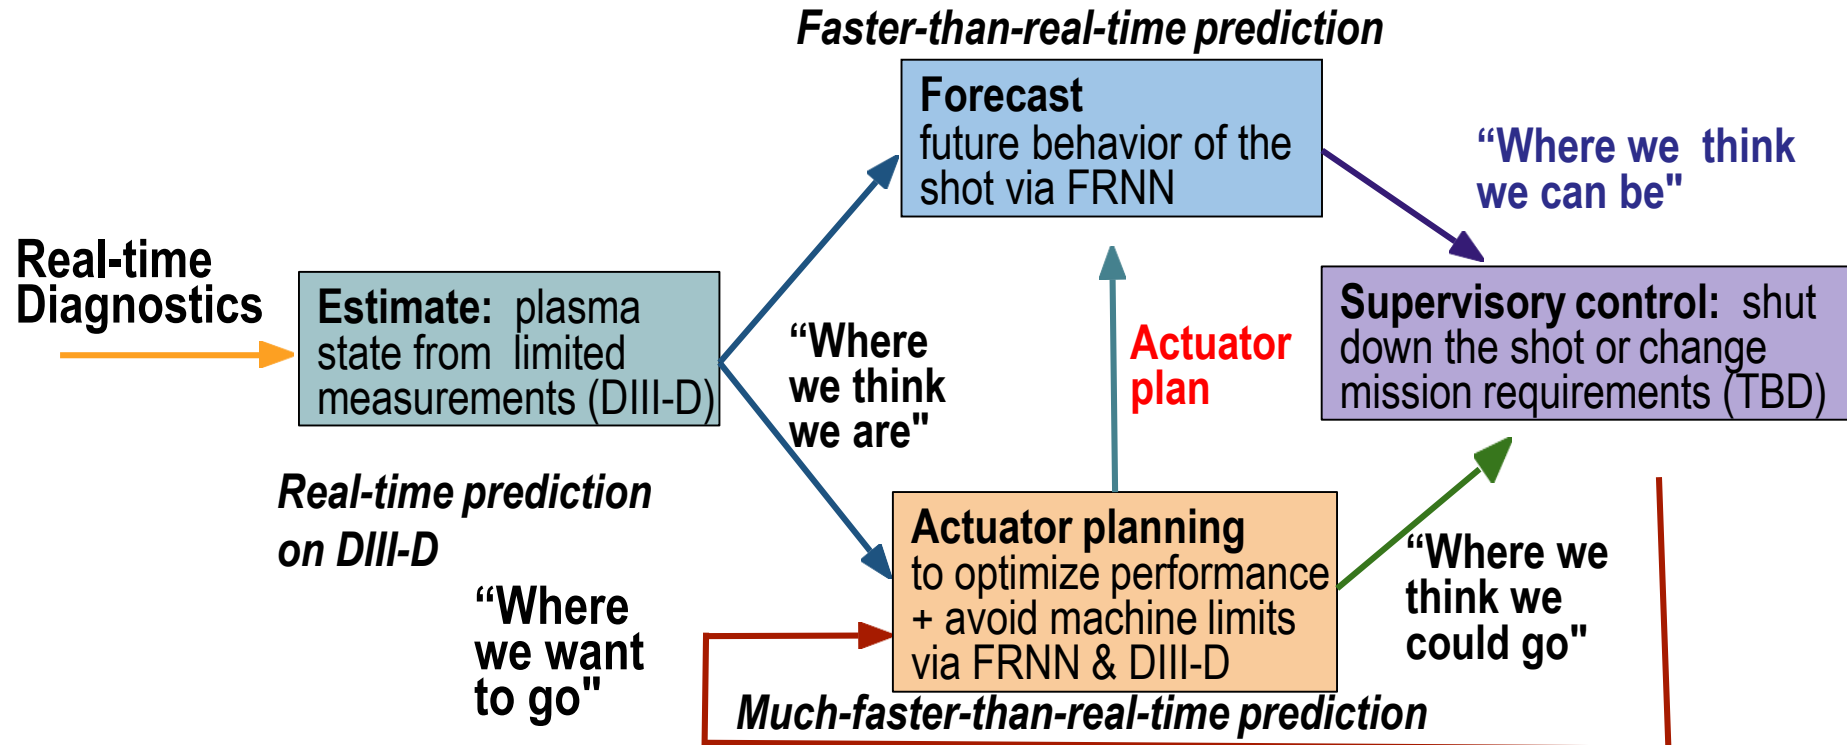 Faster-than-real-time prediction
Forecast
future behavior of the
shot via FRNN
“Where we  think
we can be"
Real-time
Diagnostics
Estimate:  plasma
state from  limited
measurements (DIII-D)
“Where
we think
we are"
Actuator
plan
Supervisory control:  shut
down the shot or change
mission requirements (TBD)
Real-time prediction
on DIII-D
“Where
we want
to go"
Actuator planning
to optimize performance
+ avoid machine limits
via FRNN & DIII-D
“Where we
think we
could go"
Much-faster-than-real-time prediction